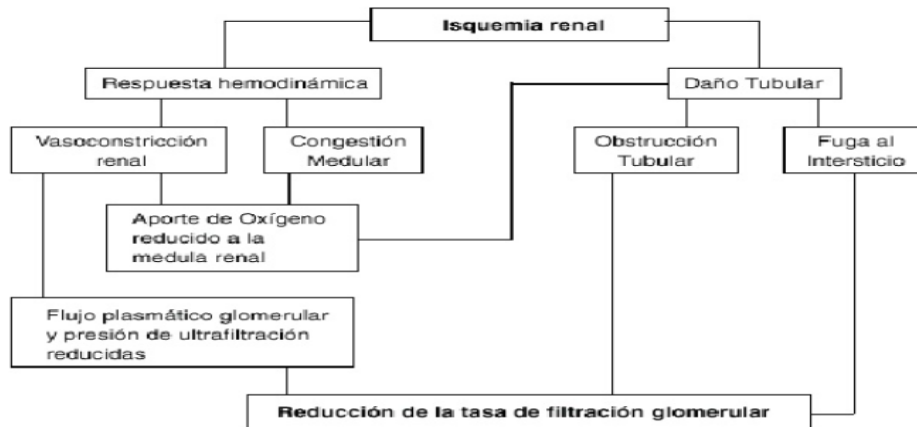 Isquemia renal
Respuesta hemodinámica
Daño Tubular
Vasoconstricción
renal
Congestión
Medular
Obstrucción
Tubular
Fuga al
Intersticio
Aporte de Oxígeno
reducido a la
medula renal
Flujo plasmático glomerular
y presión de ultrafiltración
reducidas
Reducción de la tasa de filtración glomerular